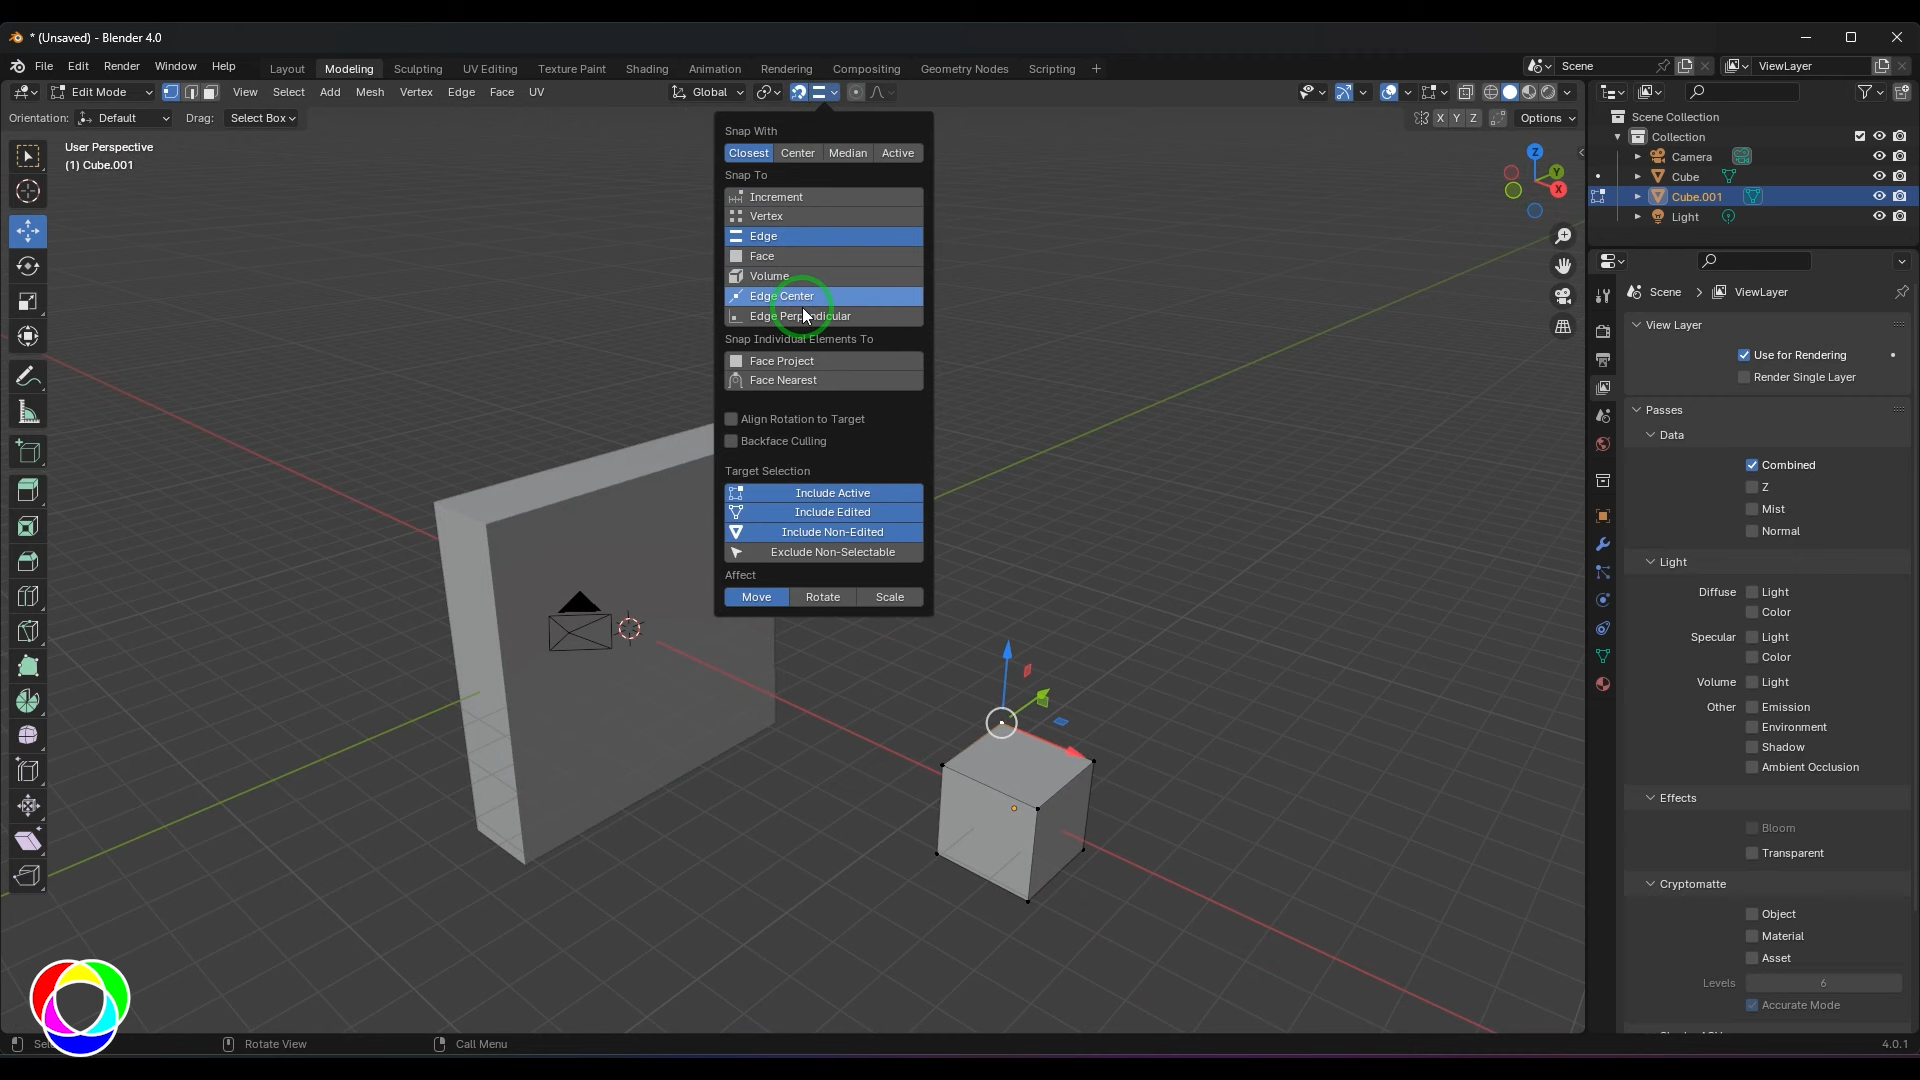 * (Unsaved) - Blender 4.0
File Edit Render Window Help Layout Modeling Sculpting UV Editing Texture Paint Shading Animation Rendering Compositing Geometry Nodes Scripting + Scene ViewLayer
Edit Mode View Select Add Mesh Vertex Edge Face UV Global
Orientation: Default Drag: Select Box X Y Z Options
User Perspective
(1) Cube.001
Snap With
Closest Center Median Active
Snap To
Increment
Vertex
Edge
Face
Volume
Edge Center
Edge Perpendicular
Snap Individual Elements To
Face Project
Face Nearest
Align Rotation to Target
Backface Culling
Target Selection
Include Active
Include Edited
Include Non-Edited
Exclude Non-Selectable
Affect
Move Rotate Scale
Z
Y
X
Scene Collection
Collection
Camera
Cube
Cube.001
Light
Scene > ViewLayer
View Layer
Use for Rendering
Render Single Layer
Passes
Data
Combined
Z
Mist
Normal
Light
Diffuse Light
Color
Specular Light
Color
Volume Light
Other Emission
Environment
Shadow
Ambient Occlusion
Effects
Bloom
Transparent
Cryptomatte
Object
Material
Asset
Levels 6
Accurate Mode
Rotate View Call Menu 4.0.1